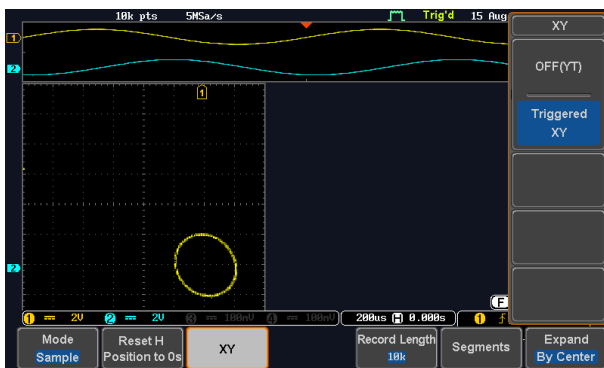 10k pts 5MSa/s Trig'd 15 Aug
XY
1
OFF(YT)
2
1
Triggered
XY
2
F
1 2V 2 2V 3 100mV 4 100mV 200us H 0.000s 1
Mode
Sample
Reset H
Position to 0s
XY
Record Length
10k
Segments
Expand
By Center